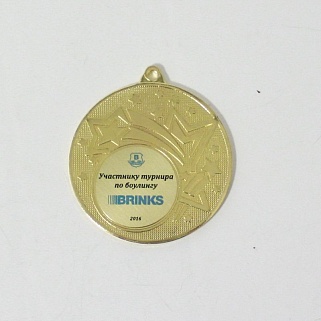 B
Участнику турнира
по боулингу
BRINKS
2016